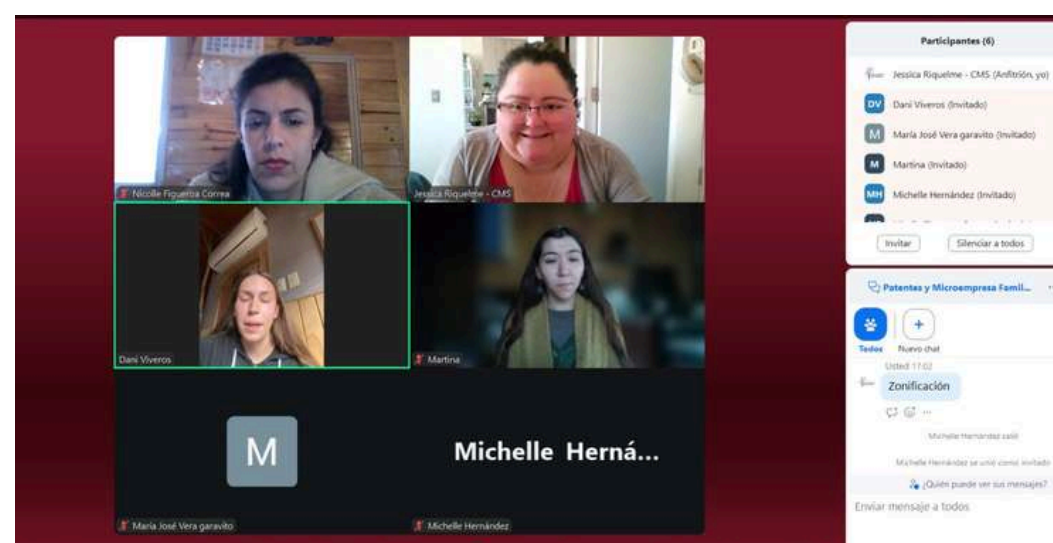 Nicolle Figueroa Correa
Jessica Riquelme - CMS
Dani Viveros
Martina
M
Michelle Herná...
María José Vera garavito
Michelle Hernández
Participantes (6)
Jessica Riquelme - CMS (Anfitrión, yo)
DV Dani Viveros (Invitado)
M María José Vera garavito (Invitado)
M Martina (Invitado)
MH Michelle Hernández (Invitado)
Invitar Silenciar a todos
Patentes y Microempresa Famil...
Todos Nuevo chat
Usted 17:02
Zonificación
Michelle Hernández salió
Michelle Hernández se unió como invitado
¿Quién puede ver sus mensajes?
Enviar mensaje a todos